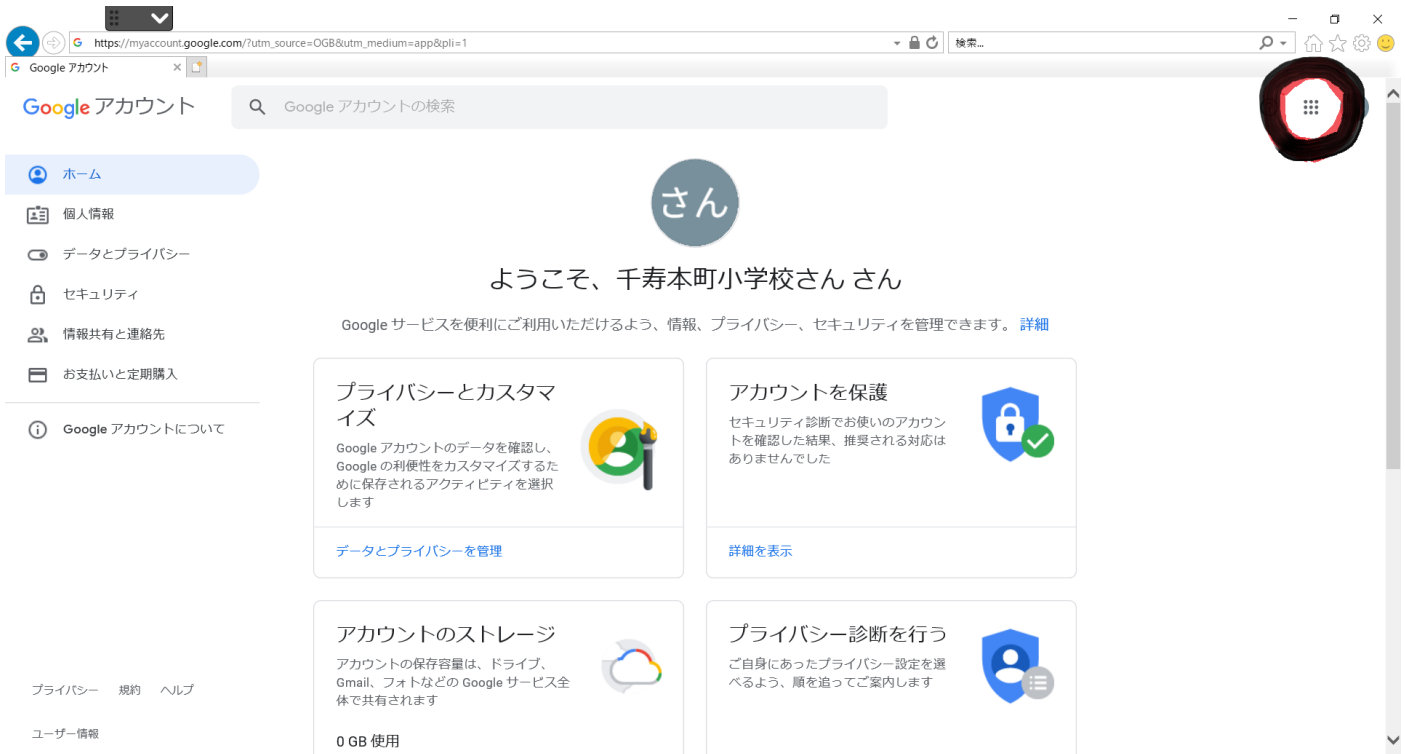 https://myaccount.google.com/?utm_source=OGB&utm_medium=app&pli=1
検索...
Google アカウント
Google アカウント
Google アカウントの検索
ホーム
個人情報
データとプライバシー
セキュリティ
情報共有と連絡先
お支払いと定期購入
Google アカウントについて
さん
ようこそ、千寿本町小学校さん さん
Google サービスを便利にご利用いただけるよう、情報、プライバシー、セキュリティを管理できます。 詳細
プライバシーとカスタマ
イズ
Google アカウントのデータを確認し、
Google の利便性をカスタマイズするた
めに保存されるアクティビティを選択
します
データとプライバシーを管理
アカウントを保護
セキュリティ診断でお使いのアカウン
トを確認した結果、推奨される対応は
ありませんでした
詳細を表示
アカウントのストレージ
アカウントの保存容量は、ドライブ、
Gmail、フォトなどの Google サービス全
体で共有されます
0 GB 使用
プライバシー診断を行う
ご自身にあったプライバシー設定を選
べるよう、順を追ってご案内します
プライバシー 規約 ヘルプ
ユーザー情報